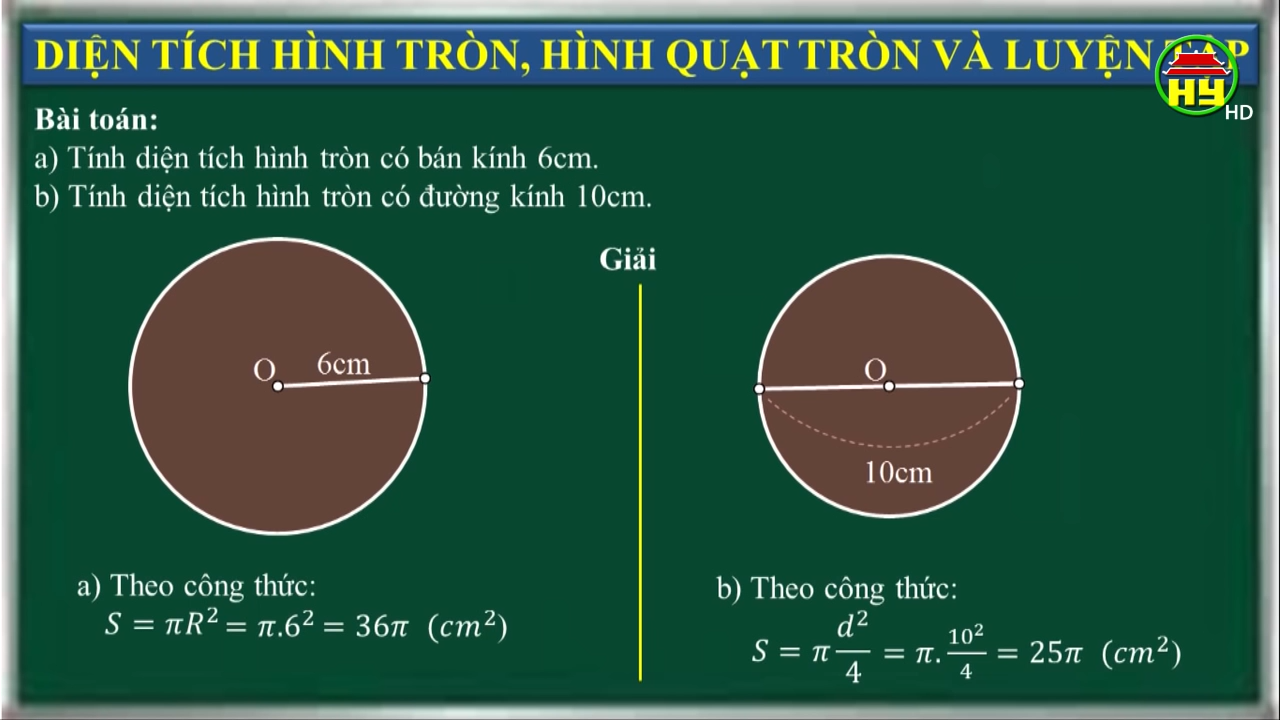 DIỆN TÍCH HÌNH TRÒN, HÌNH QUẠT TRÒN VÀ LUYỆN TẬP
HY
HD
Bài toán:
a) Tính diện tích hình tròn có bán kính 6cm.
b) Tính diện tích hình tròn có đường kính 10cm.
Giải
O 6cm
O
10cm
a) Theo công thức:
S = πR² = π.6² = 36π (cm²)
b) Theo công thức:
S = π d²/4 = π. 10²/4 = 25π (cm²)